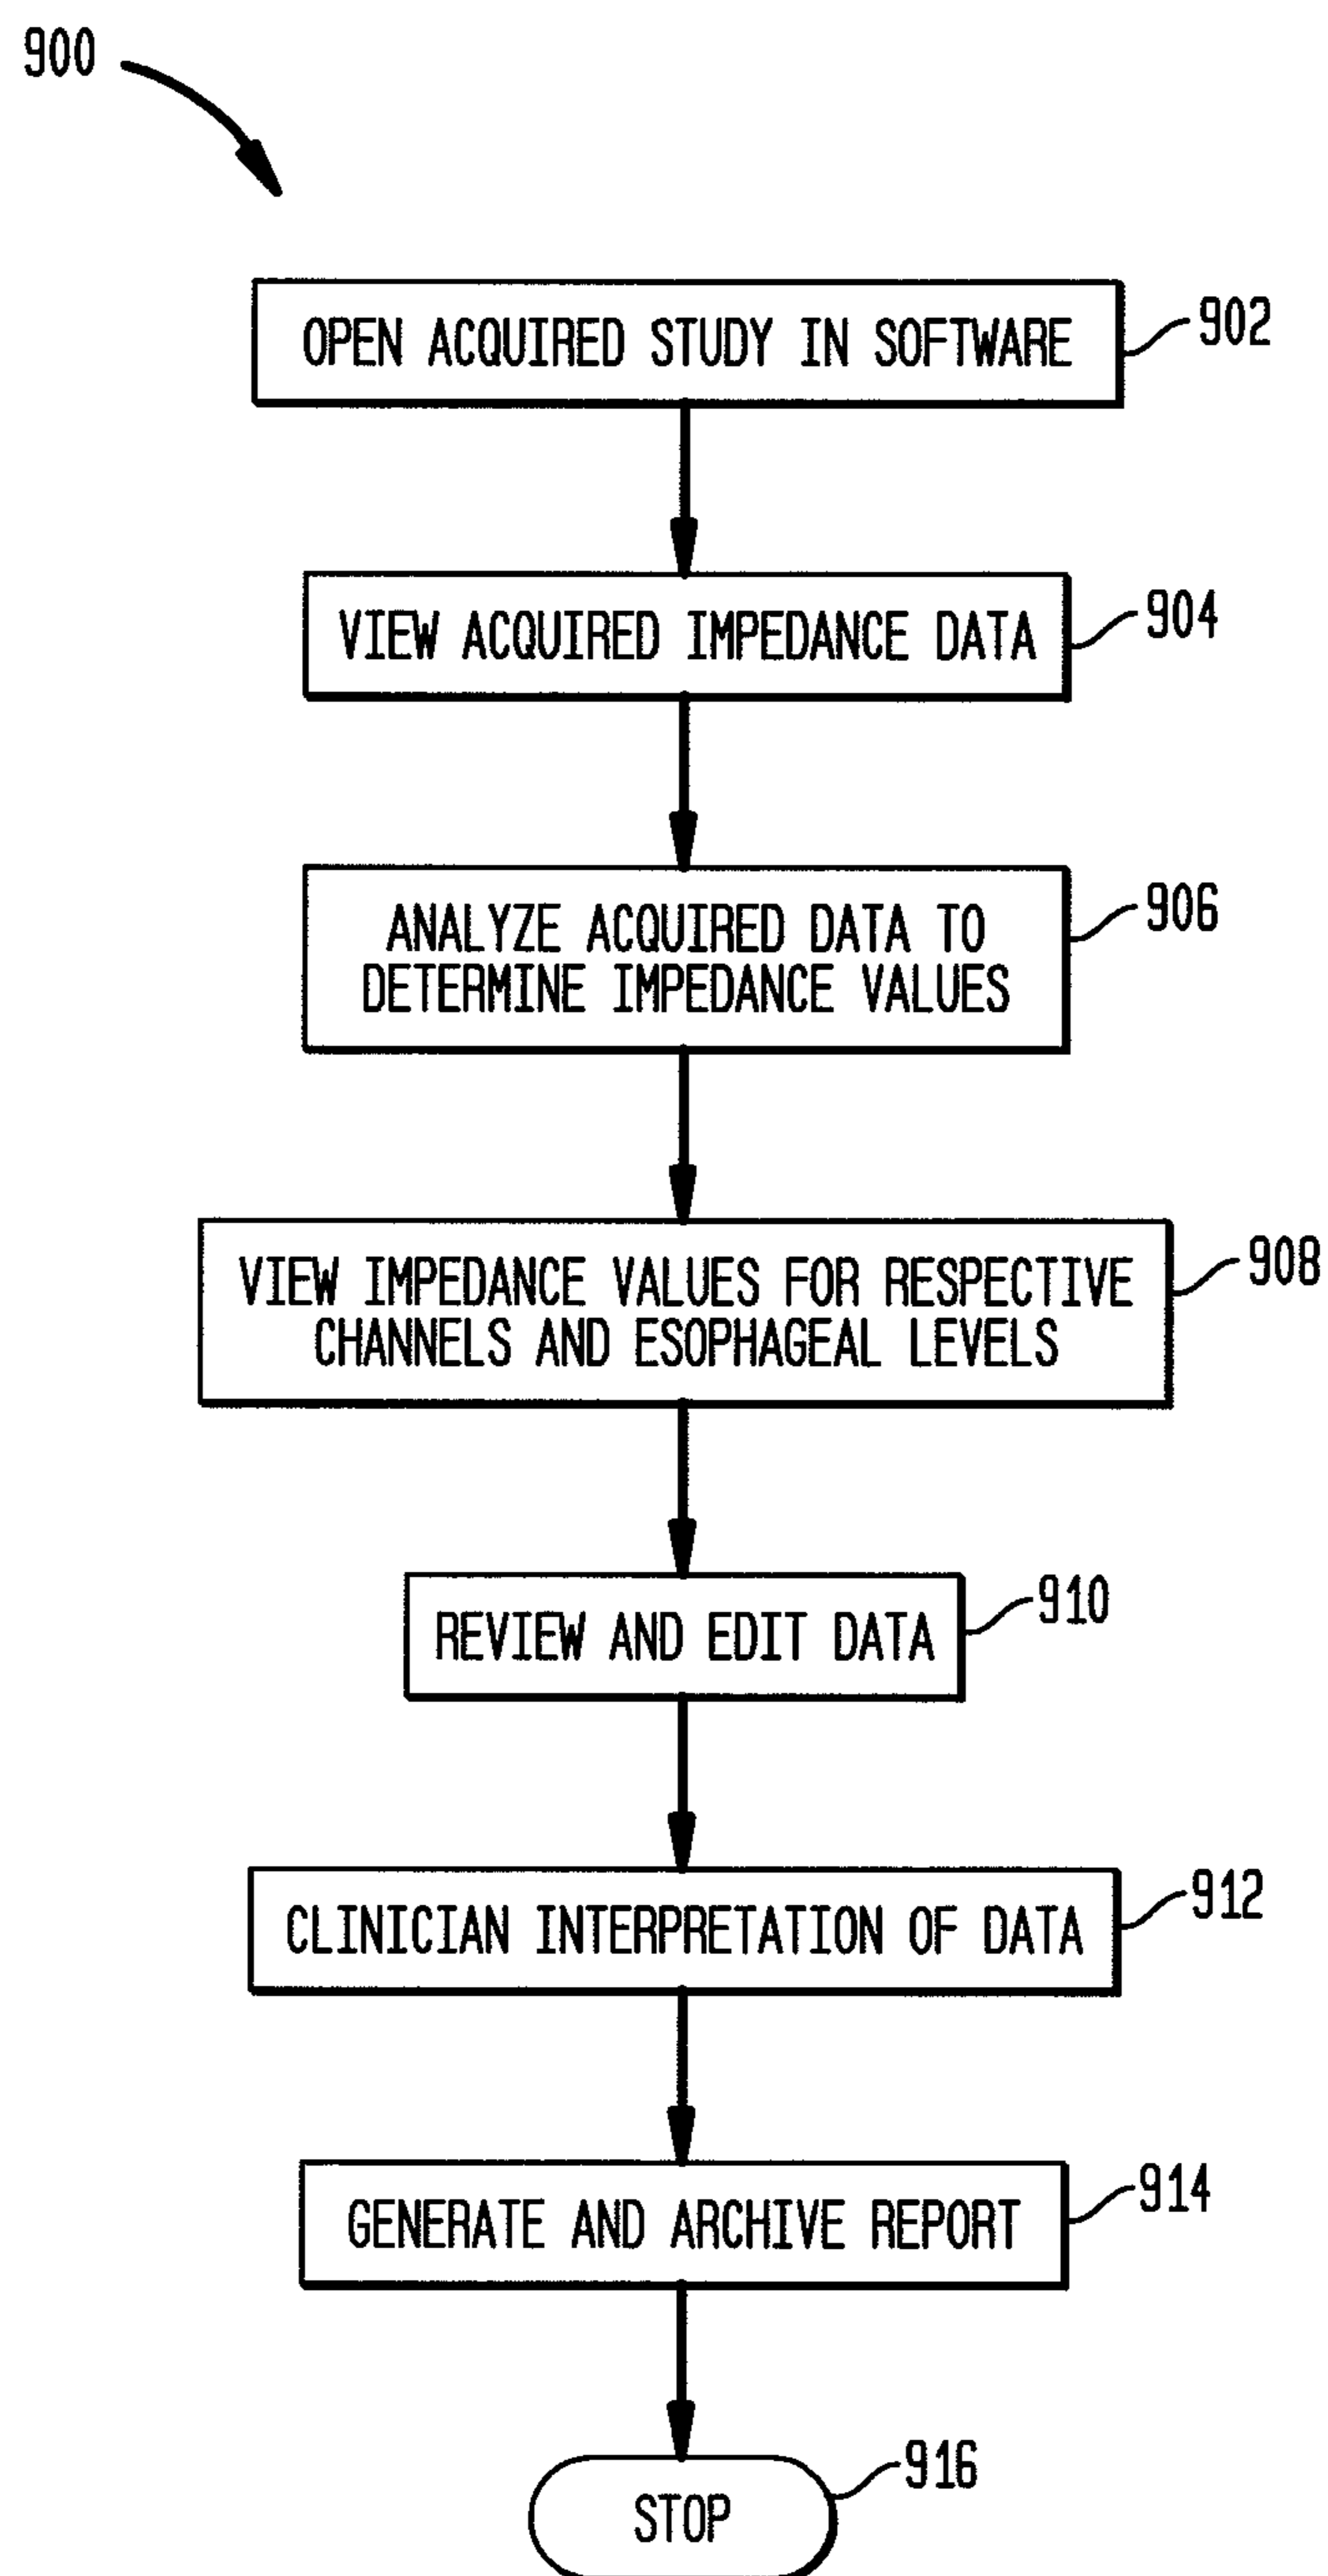 900
OPEN ACQUIRED STUDY IN SOFTWARE
902
VIEW ACQUIRED IMPEDANCE DATA
904
ANALYZE ACQUIRED DATA TO
DETERMINE IMPEDANCE VALUES
906
VIEW IMPEDANCE VALUES FOR RESPECTIVE
CHANNELS AND ESOPHAGEAL LEVELS
908
REVIEW AND EDIT DATA
910
CLINICIAN INTERPRETATION OF DATA
912
GENERATE AND ARCHIVE REPORT
914
STOP
916